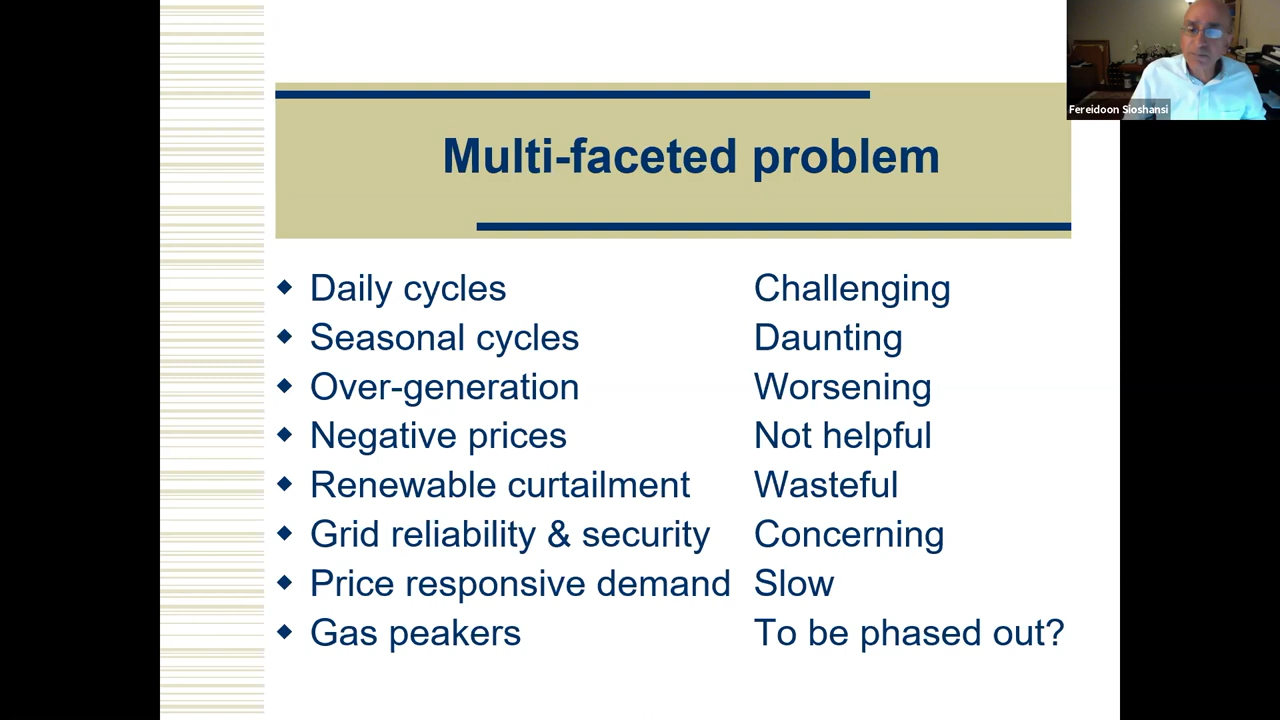 Fereidoon Sioshansi
Multi-faceted problem
Daily cycles Challenging
Seasonal cycles Daunting
Over-generation Worsening
Negative prices Not helpful
Renewable curtailment Wasteful
Grid reliability & security Concerning
Price responsive demand Slow
Gas peakers To be phased out?